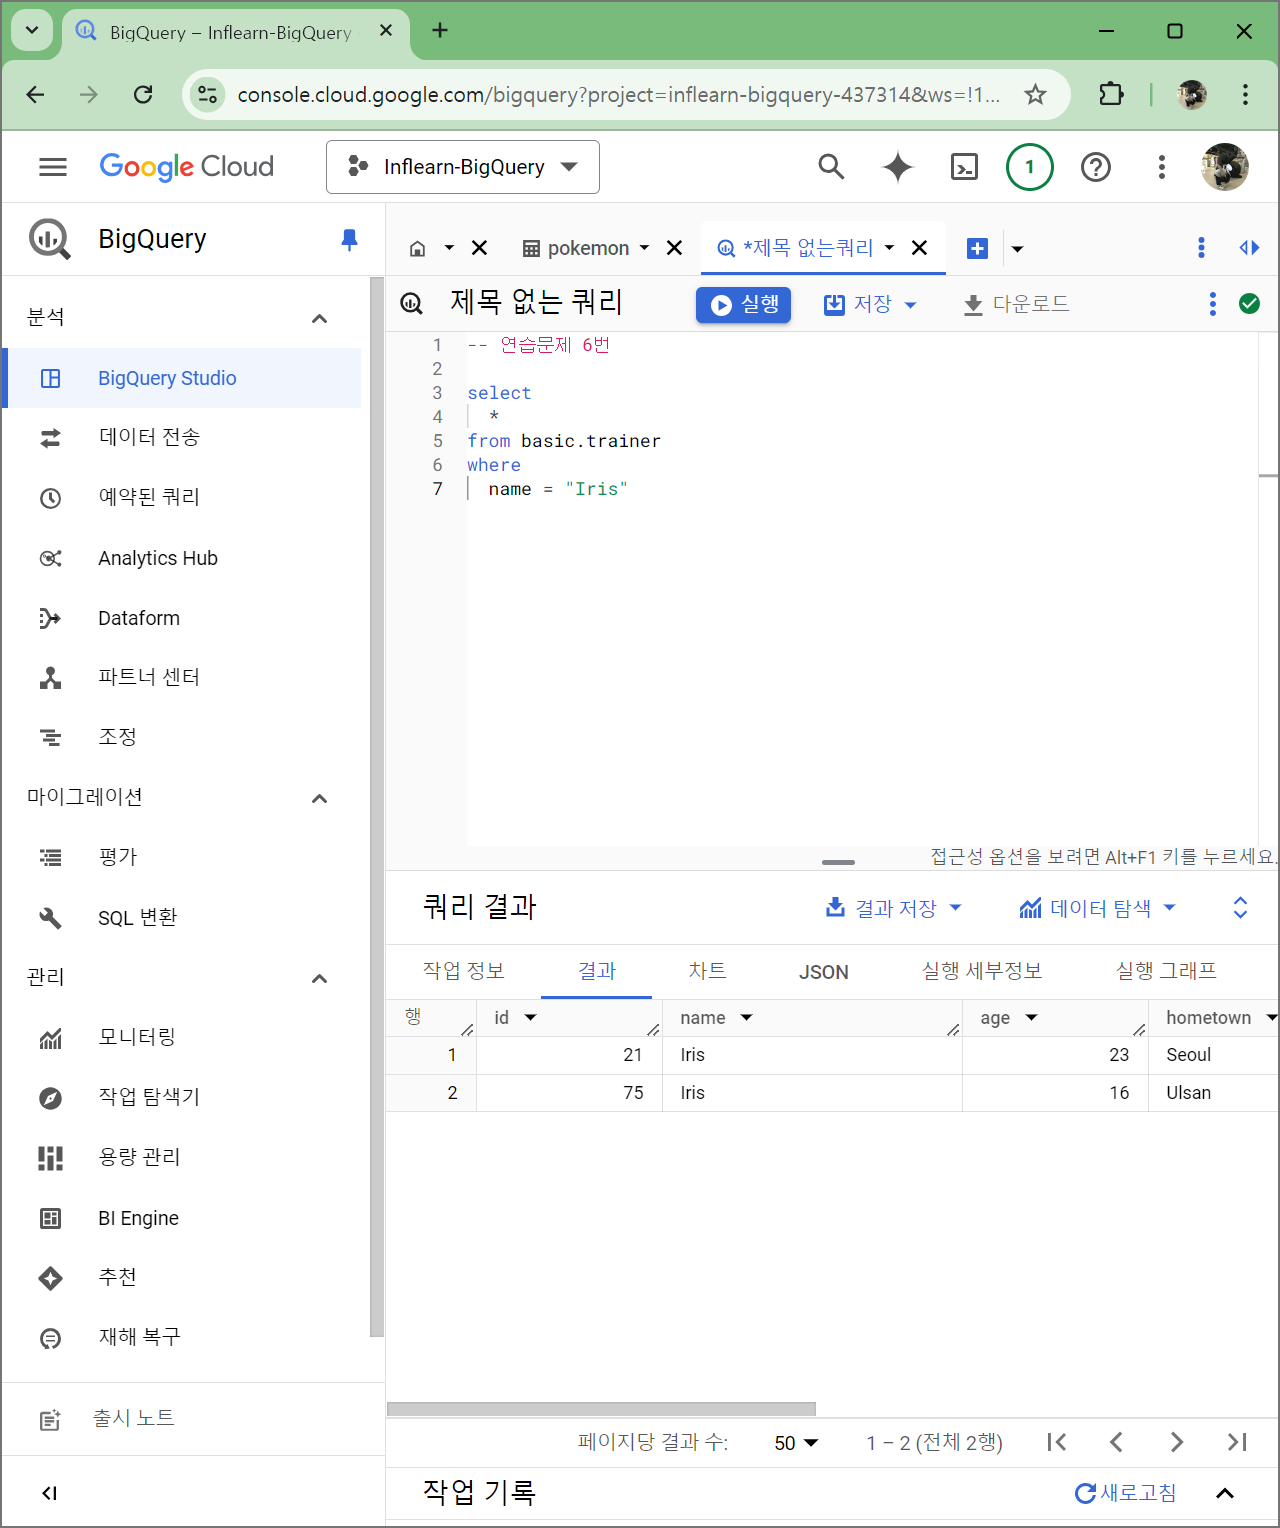 BigQuery – Inflearn-BigQuery
console.cloud.google.com/bigquery?project=inflearn-bigquery-437314&ws=!1...
Google Cloud
Inflearn-BigQuery
1
BigQuery
pokemon
*제목 없는쿼리
분석
제목 없는 쿼리
실행
저장
다운로드
BigQuery Studio
데이터 전송
예약된 쿼리
Analytics Hub
Dataform
파트너 센터
조정
마이그레이션
평가
SQL 변환
관리
모니터링
작업 탐색기
용량 관리
BI Engine
추천
재해 복구
출시 노트
1 -- 연습문제 6번
2
3 select
4 *
5 from basic.trainer
6 where
7 name = "Iris"
접근성 옵션을 보려면 Alt+F1 키를 누르세요.
쿼리 결과
결과 저장
데이터 탐색
작업 정보 결과 차트 JSON 실행 세부정보 실행 그래프
행 id name age hometown
1 21 Iris 23 Seoul
2 75 Iris 16 Ulsan
페이지당 결과 수: 50 1 – 2 (전체 2행)
작업 기록
새로고침